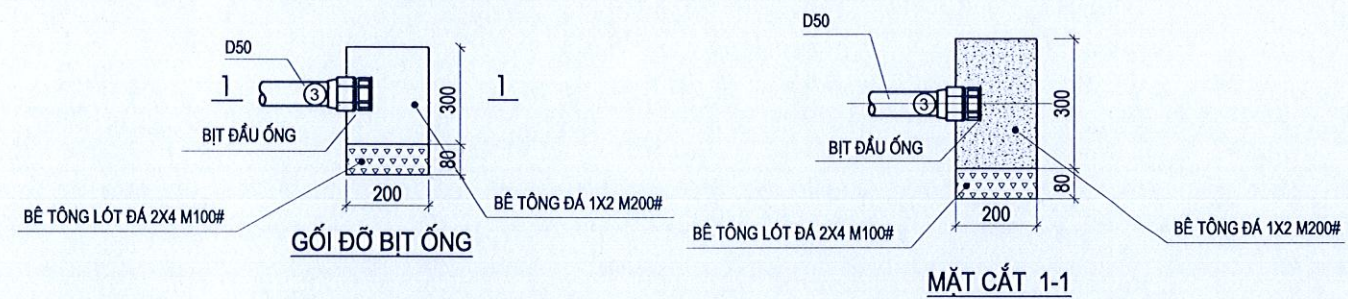 D50
1
1
3
300
BỊT ĐẦU ỐNG
80
200
BÊ TÔNG LÓT ĐÁ 2X4 M100#
BÊ TÔNG ĐÁ 1X2 M200#
GỐI ĐỠ BỊT ỐNG
D50
3
300
BỊT ĐẦU ỐNG
80
200
BÊ TÔNG LÓT ĐÁ 2X4 M100#
BÊ TÔNG ĐÁ 1X2 M200#
MẶT CẮT 1-1